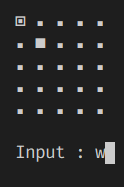 ▣ ▪ ▪ ▪ ▪
▪ ■ ▪ ▪ ▪
▪ ▪ ▪ ▪ ▪
▪ ▪ ▪ ▪ ▪
▪ ▪ ▪ ▪ ▪
Input : w